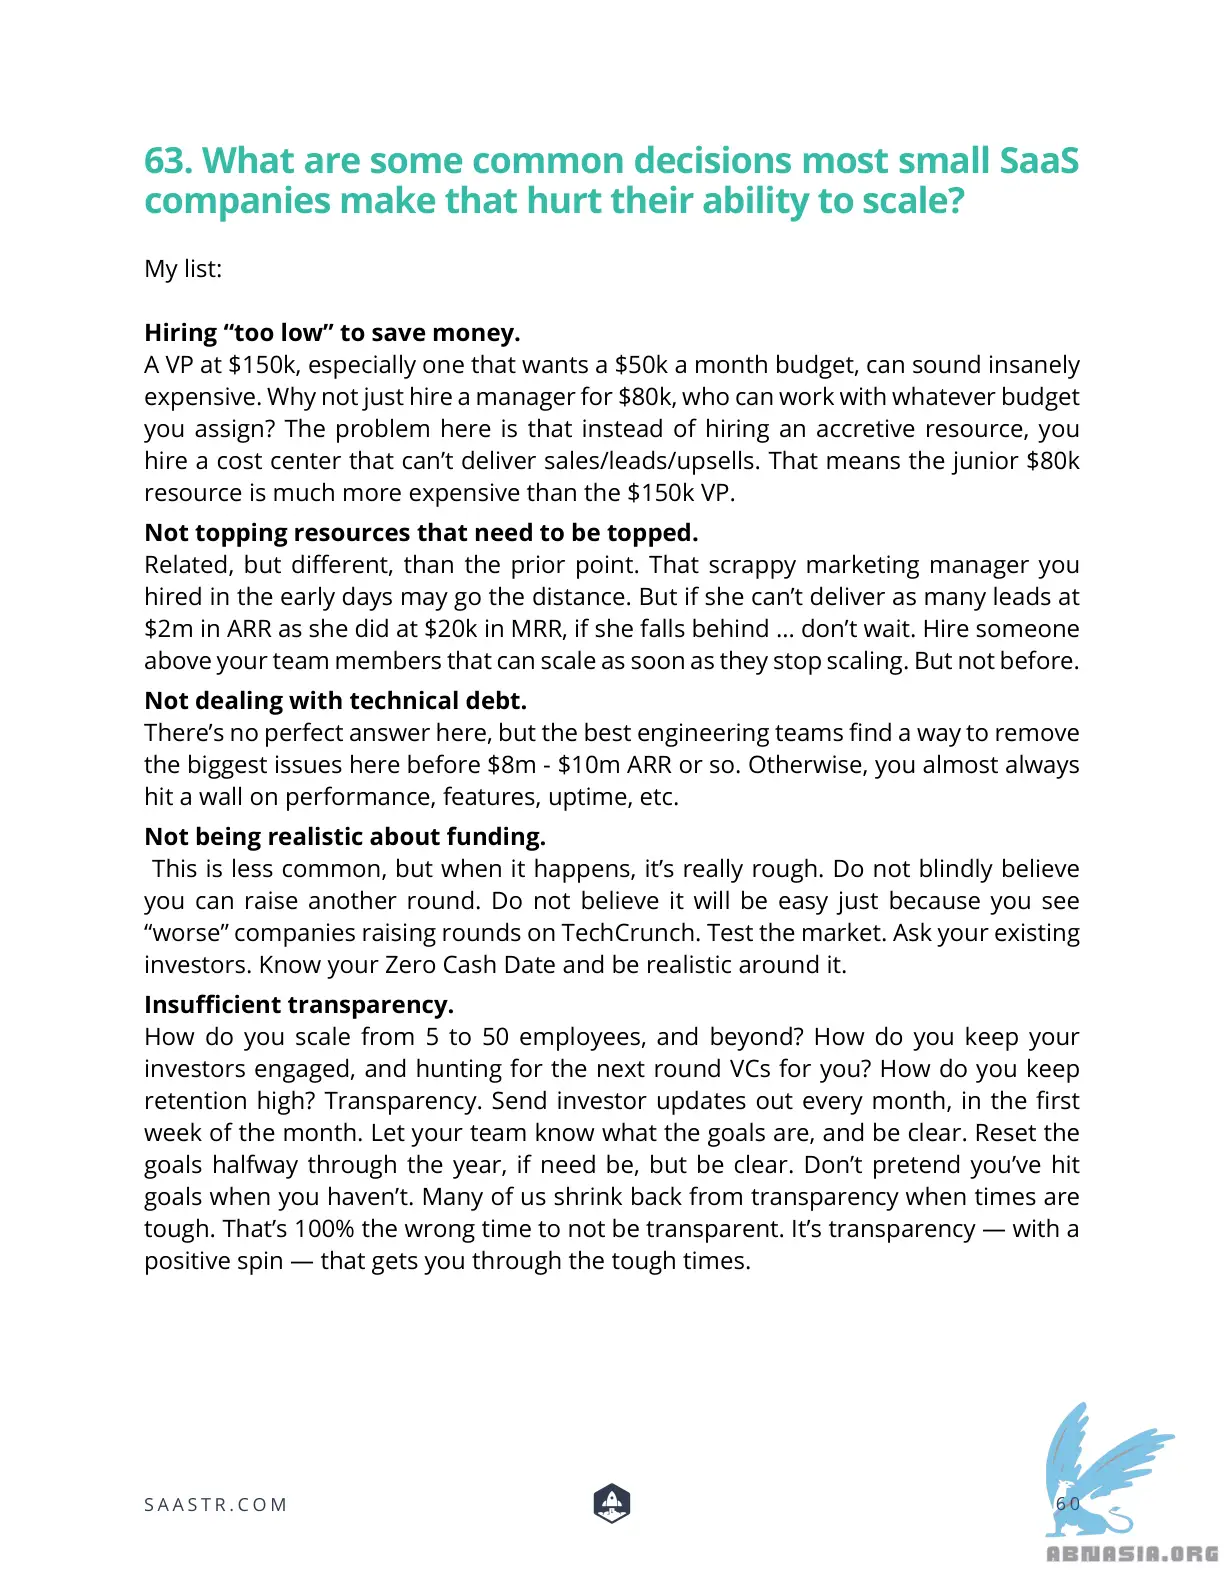 63. What are some common decisions most small SaaS
companies make that hurt their ability to scale?
My list:
Hiring “too low” to save money.
A VP at $150k, especially one that wants a $50k a month budget, can sound insanely
expensive. Why not just hire a manager for $80k, who can work with whatever budget
you assign? The problem here is that instead of hiring an accretive resource, you
hire a cost center that can’t deliver sales/leads/upsells. That means the junior $80k
resource is much more expensive than the $150k VP.
Not topping resources that need to be topped.
Related, but different, than the prior point. That scrappy marketing manager you
hired in the early days may go the distance. But if she can’t deliver as many leads at
$2m in ARR as she did at $20k in MRR, if she falls behind … don’t wait. Hire someone
above your team members that can scale as soon as they stop scaling. But not before.
Not dealing with technical debt.
There’s no perfect answer here, but the best engineering teams find a way to remove
the biggest issues here before $8m - $10m ARR or so. Otherwise, you almost always
hit a wall on performance, features, uptime, etc.
Not being realistic about funding.
This is less common, but when it happens, it’s really rough. Do not blindly believe
you can raise another round. Do not believe it will be easy just because you see
“worse” companies raising rounds on TechCrunch. Test the market. Ask your existing
investors. Know your Zero Cash Date and be realistic around it.
Insufficient transparency.
How do you scale from 5 to 50 employees, and beyond? How do you keep your
investors engaged, and hunting for the next round VCs for you? How do you keep
retention high? Transparency. Send investor updates out every month, in the first
week of the month. Let your team know what the goals are, and be clear. Reset the
goals halfway through the year, if need be, but be clear. Don’t pretend you’ve hit
goals when you haven’t. Many of us shrink back from transparency when times are
tough. That’s 100% the wrong time to not be transparent. It’s transparency — with a
positive spin — that gets you through the tough times.
SAASTR.COM
60
ABNASIA.ORG